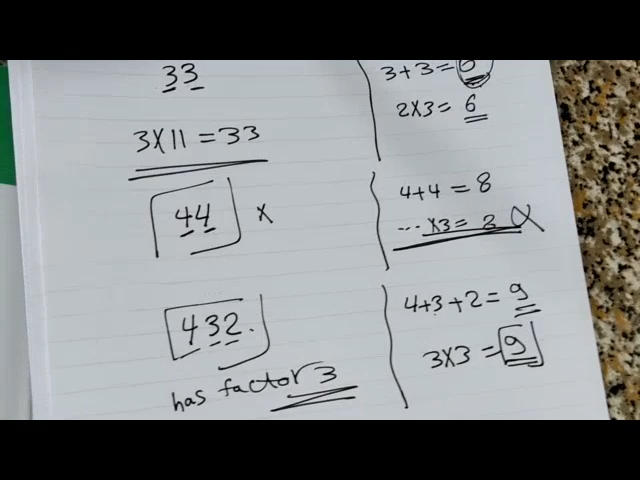 33
3+3=6
2x3=6
3x11=33
44 x
4+4=8
...x3=8 x
432.
4+3+2=9
3x3=9
has factor 3